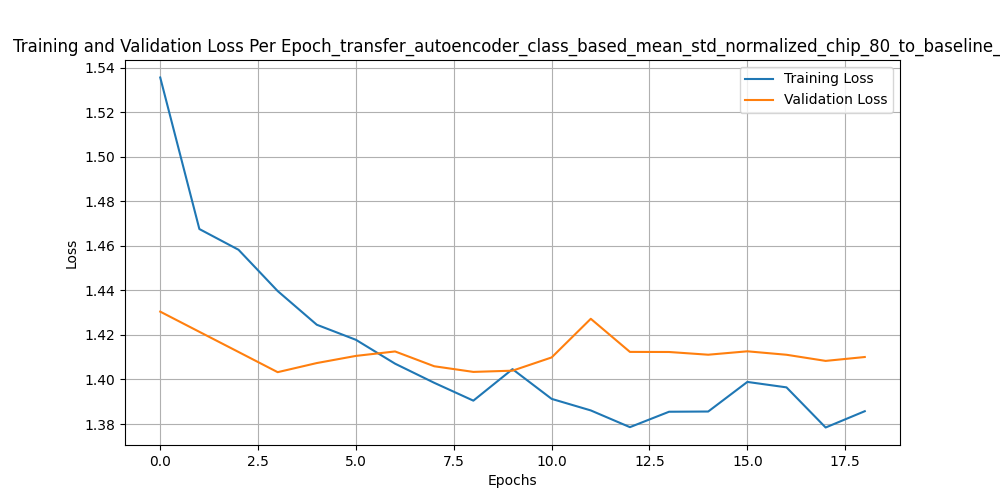 Training and Validation Loss Per Epoch_transfer_autoencoder_class_based_mean_std_normalized_chip_80_to_baseline_
1.54
1.52
1.50
1.48
1.46
1.44
1.42
1.40
1.38
Loss
Training Loss
Validation Loss
0.0 2.5 5.0 7.5 10.0 12.5 15.0 17.5
Epochs